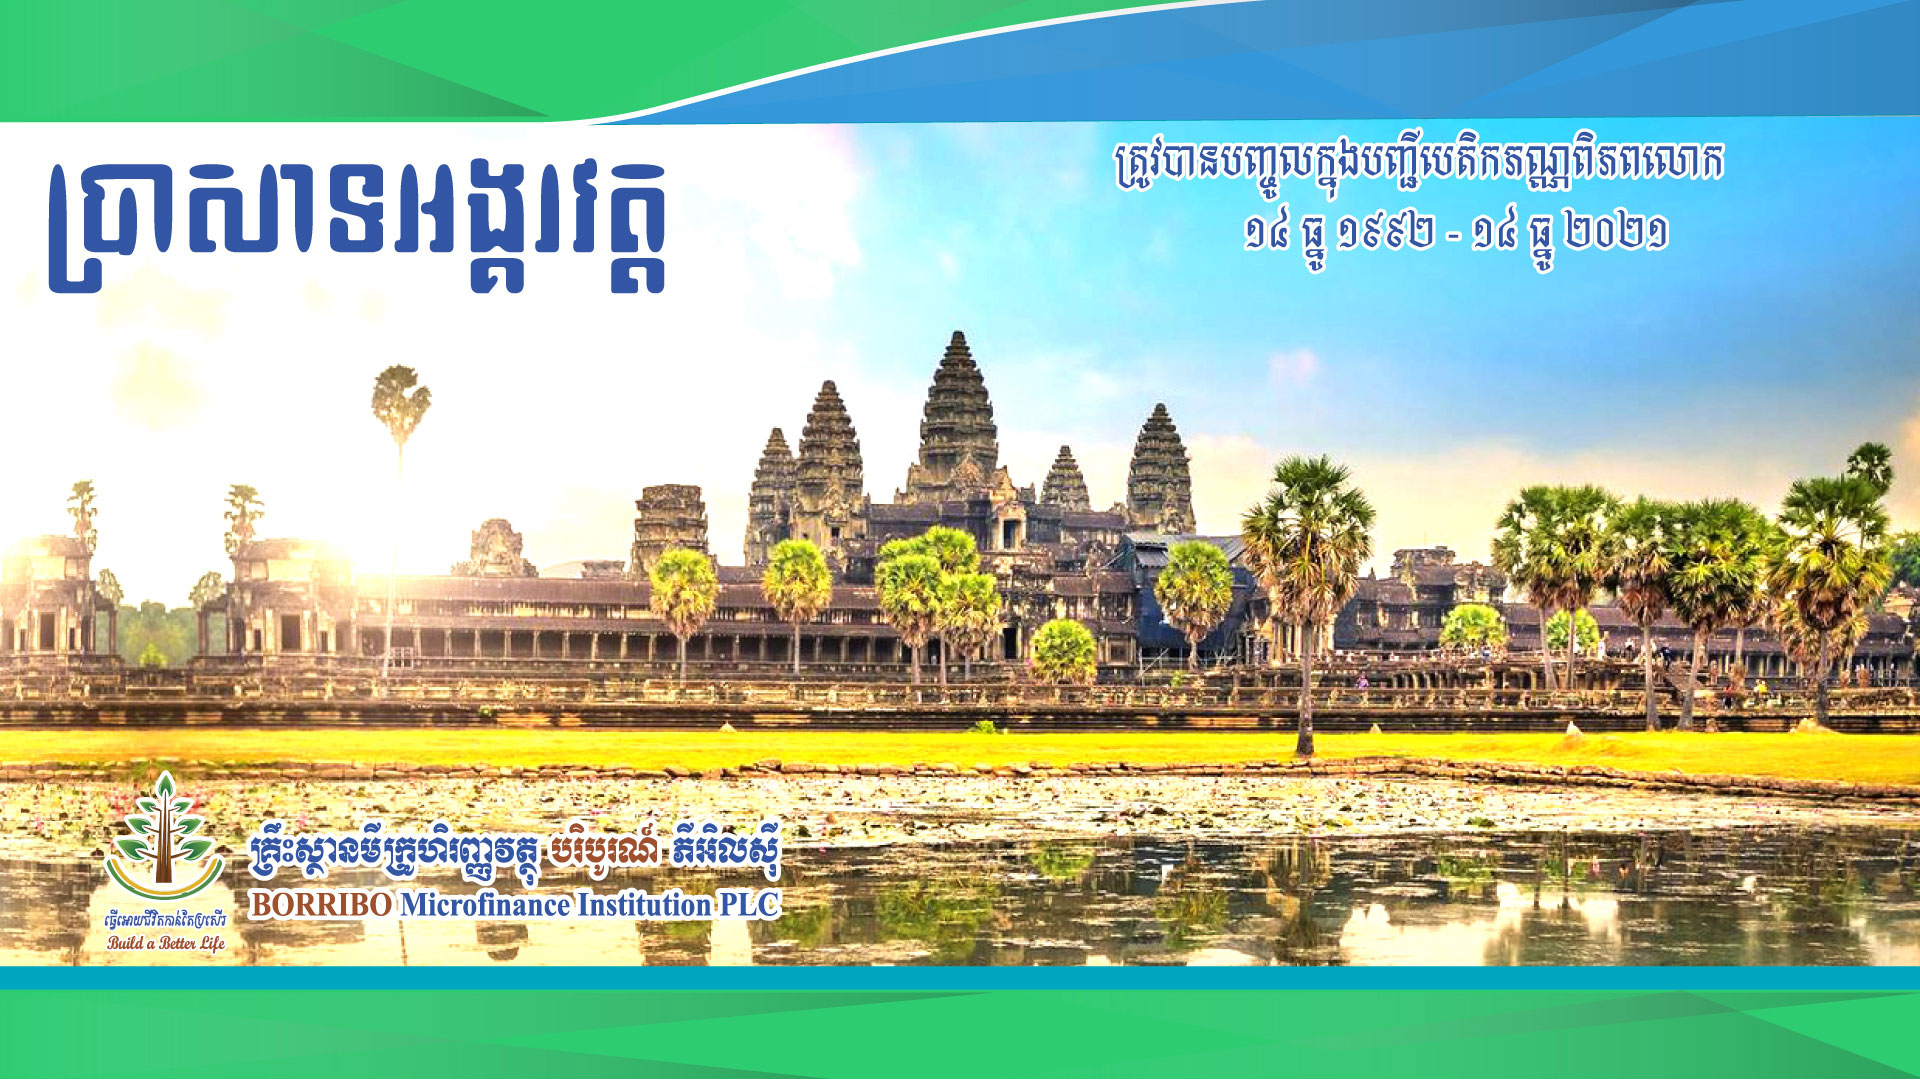 ប្រាសាទអង្គរវត្ត
ត្រូវបានបញ្ចូលក្នុងបញ្ជីបេតិកភណ្ណពិភពលោក
១៤ ធ្នូ ១៩៩២ - ១៤ ធ្នូ ២០២១
គ្រឹះស្ថានមីក្រូហិរញ្ញវត្ថុ បរិបូរណ៍ ភីអិលស៊ី
BORRIBO Microfinance Institution PLC
ធ្វើអោយជីវិតកាន់តែប្រសើរ
Build a Better Life